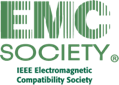 EMC
SOCIETY®
IEEE Electromagnetic
Compatibility Society